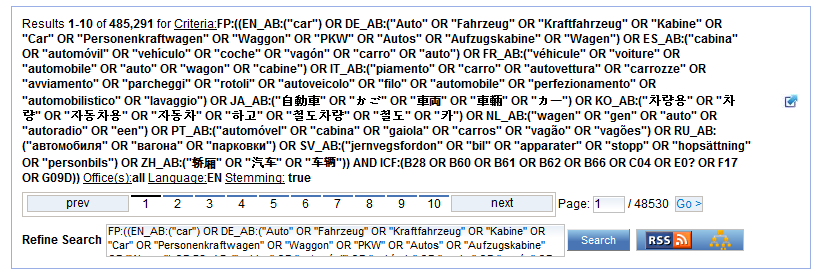 Results 1-10 of 485,291 for Criteria:FP:((EN_AB:("car") OR DE_AB:("Auto" OR "Fahrzeug" OR "Kraftfahrzeug" OR "Kabine" OR
"Car" OR "Personenkraftwagen" OR "Waggon" OR "PKW" OR "Autos" OR "Aufzugskabine" OR "Wagen") OR ES_AB:("cabina"
OR "automóvil" OR "vehículo" OR "coche" OR "vagón" OR "carro" OR "auto") OR FR_AB:("véhicule" OR "voiture" OR
"automobile" OR "auto" OR "wagon" OR "cabine") OR IT_AB:("piamento" OR "carro" OR "autovettura" OR "carrozze" OR
"avviamento" OR "parcheggi" OR "rotoli" OR "autoveicolo" OR "filo" OR "automobile" OR "perfezionamento" OR
"automobilistico" OR "lavaggio") OR JA_AB:("自動車" OR "かご" OR "車両" OR "車輛" OR "カー") OR KO_AB:("차량용" OR "차
량" OR "자동차용" OR "자동차" OR "하고" OR "철도차량" OR "철도" OR "카") OR NL_AB:("wagen" OR "gen" OR "auto" OR
"autoradio" OR "een") OR PT_AB:("automóvel" OR "cabina" OR "gaiola" OR "carros" OR "vagão" OR "vagões") OR RU_AB:
("автомобиля" OR "вагона" OR "парковки") OR SV_AB:("jernvegsfordon" OR "bil" OR "apparater" OR "stopp" OR "hopsättning"
OR "personbils") OR ZH_AB:("轿厢" OR "汽车" OR "车辆")) AND ICF:(B28 OR B60 OR B61 OR B62 OR B66 OR C04 OR E0? OR F17
OR G09D)) Office(s):all Language:EN Stemming: true
prev 1 2 3 4 5 6 7 8 9 10 next Page: 1 / 48530 Go >
Refine Search FP:((EN_AB:("car") OR DE_AB:("Auto" OR "Fahrzeug" OR "Kraftfahrzeug" OR "Kabine" OR
"Car" OR "Personenkraftwagen" OR "Waggon" OR "PKW" OR "Autos" OR "Aufzugskabine" Search RSS